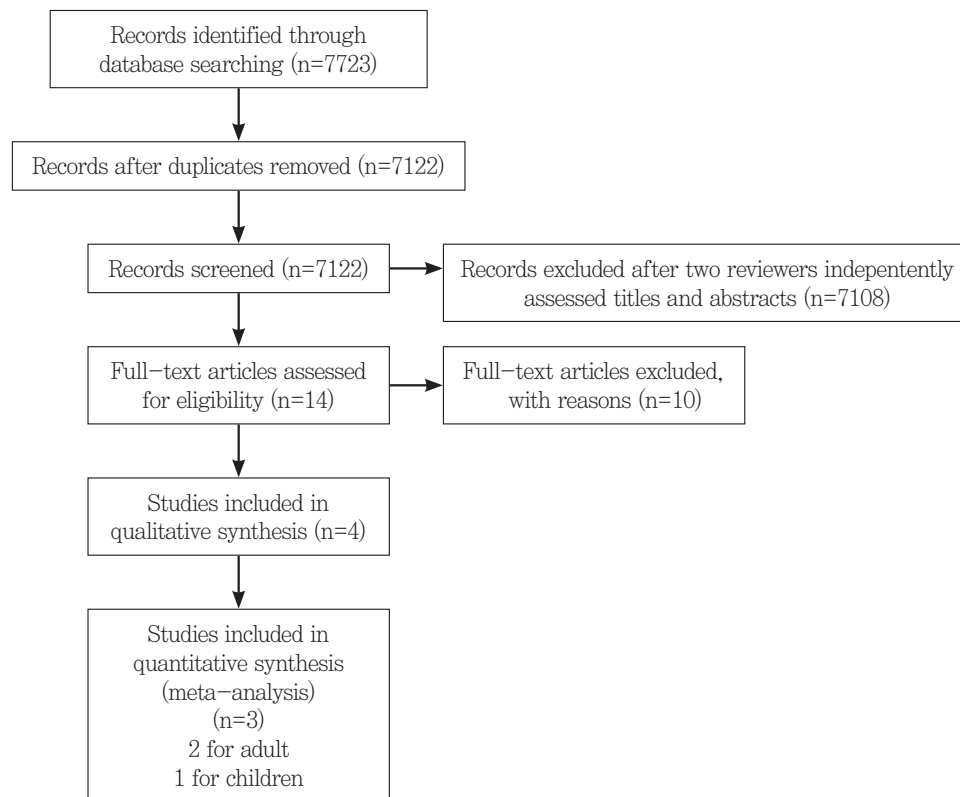 Records identified through
database searching (n=7723)
Records after duplicates removed (n=7122)
Records screened (n=7122)
Records excluded after two reviewers indepentently
assessed titles and abstracts (n=7108)
Full-text articles assessed
for eligibility (n=14)
Full-text articles excluded,
with reasons (n=10)
Studies included in
qualitative synthesis (n=4)
Studies included in
quantitative synthesis
(meta-analysis)
(n=3)
2 for adult
1 for children